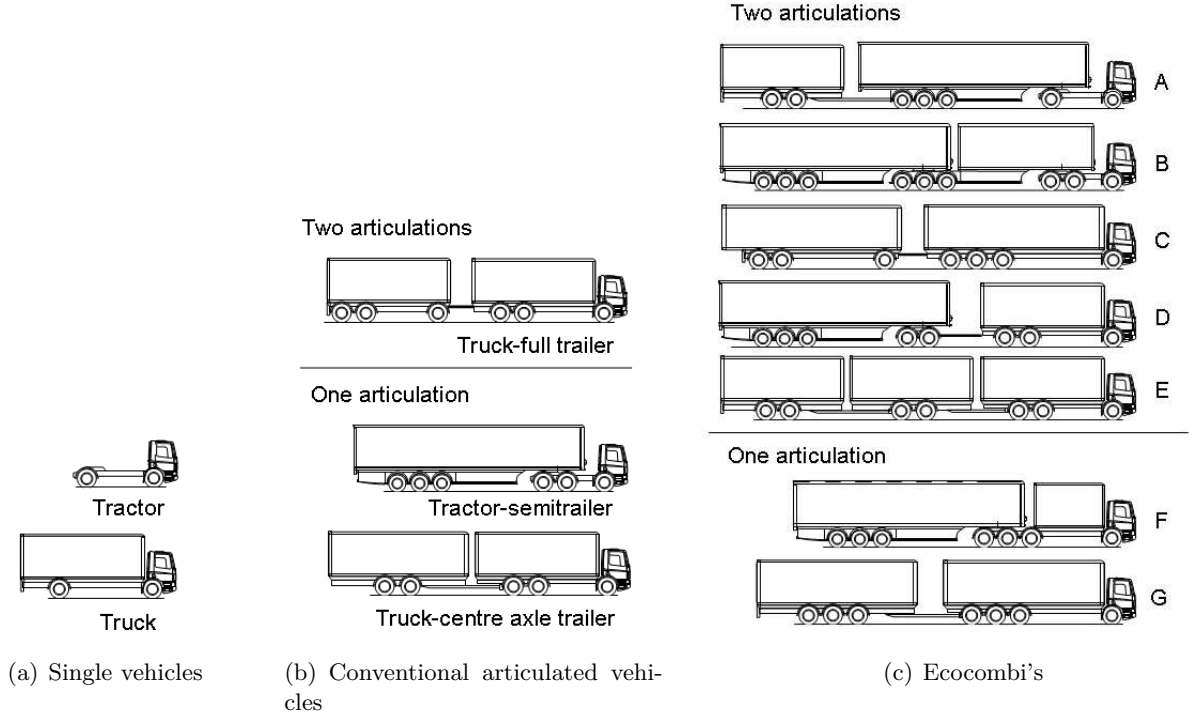 Tractor
Truck
(a) Single vehicles
Two articulations
Truck-full trailer
One articulation
Tractor-semitrailer
Truck-centre axle trailer
(b) Conventional articulated vehi-
cles
Two articulations
A
B
C
D
E
One articulation
F
G
(c) Ecocombi's